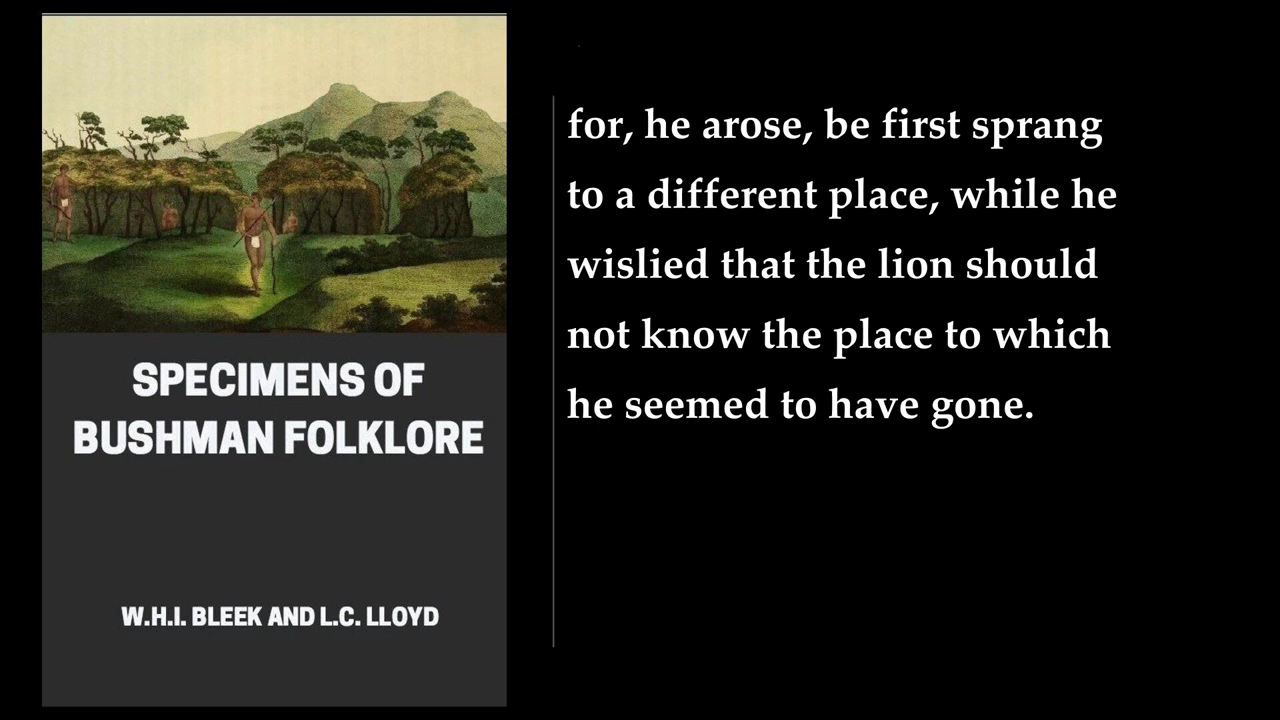 SPECIMENS OF
BUSHMAN FOLKLORE
W.H.I. BLEEK AND L.C. LLOYD
for, he arose, be first sprang
to a different place, while he
wislied that the lion should
not know the place to which
he seemed to have gone.